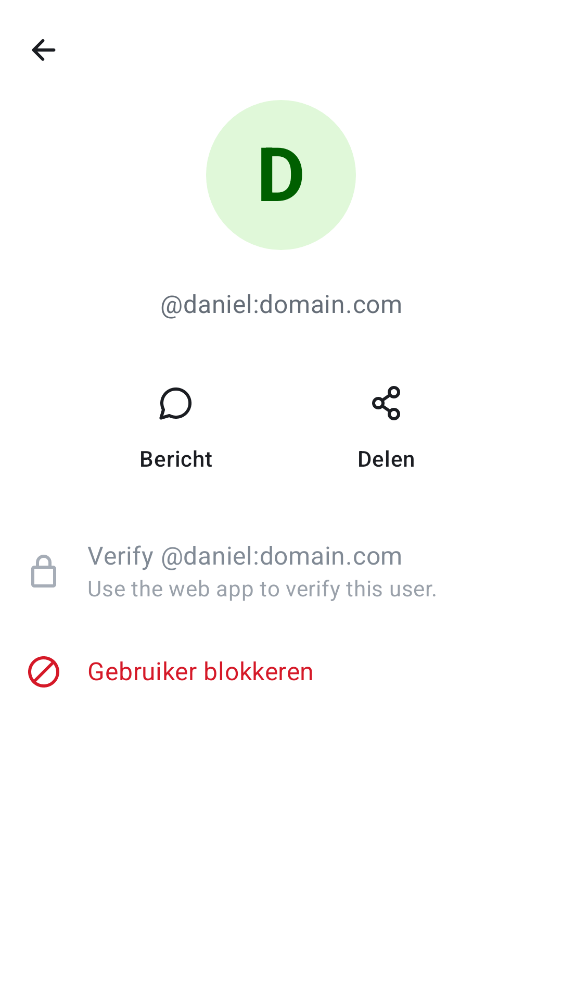 D
@daniel:domain.com
Bericht
Delen
Verify @daniel:domain.com
Use the web app to verify this user.
Gebruiker blokkeren